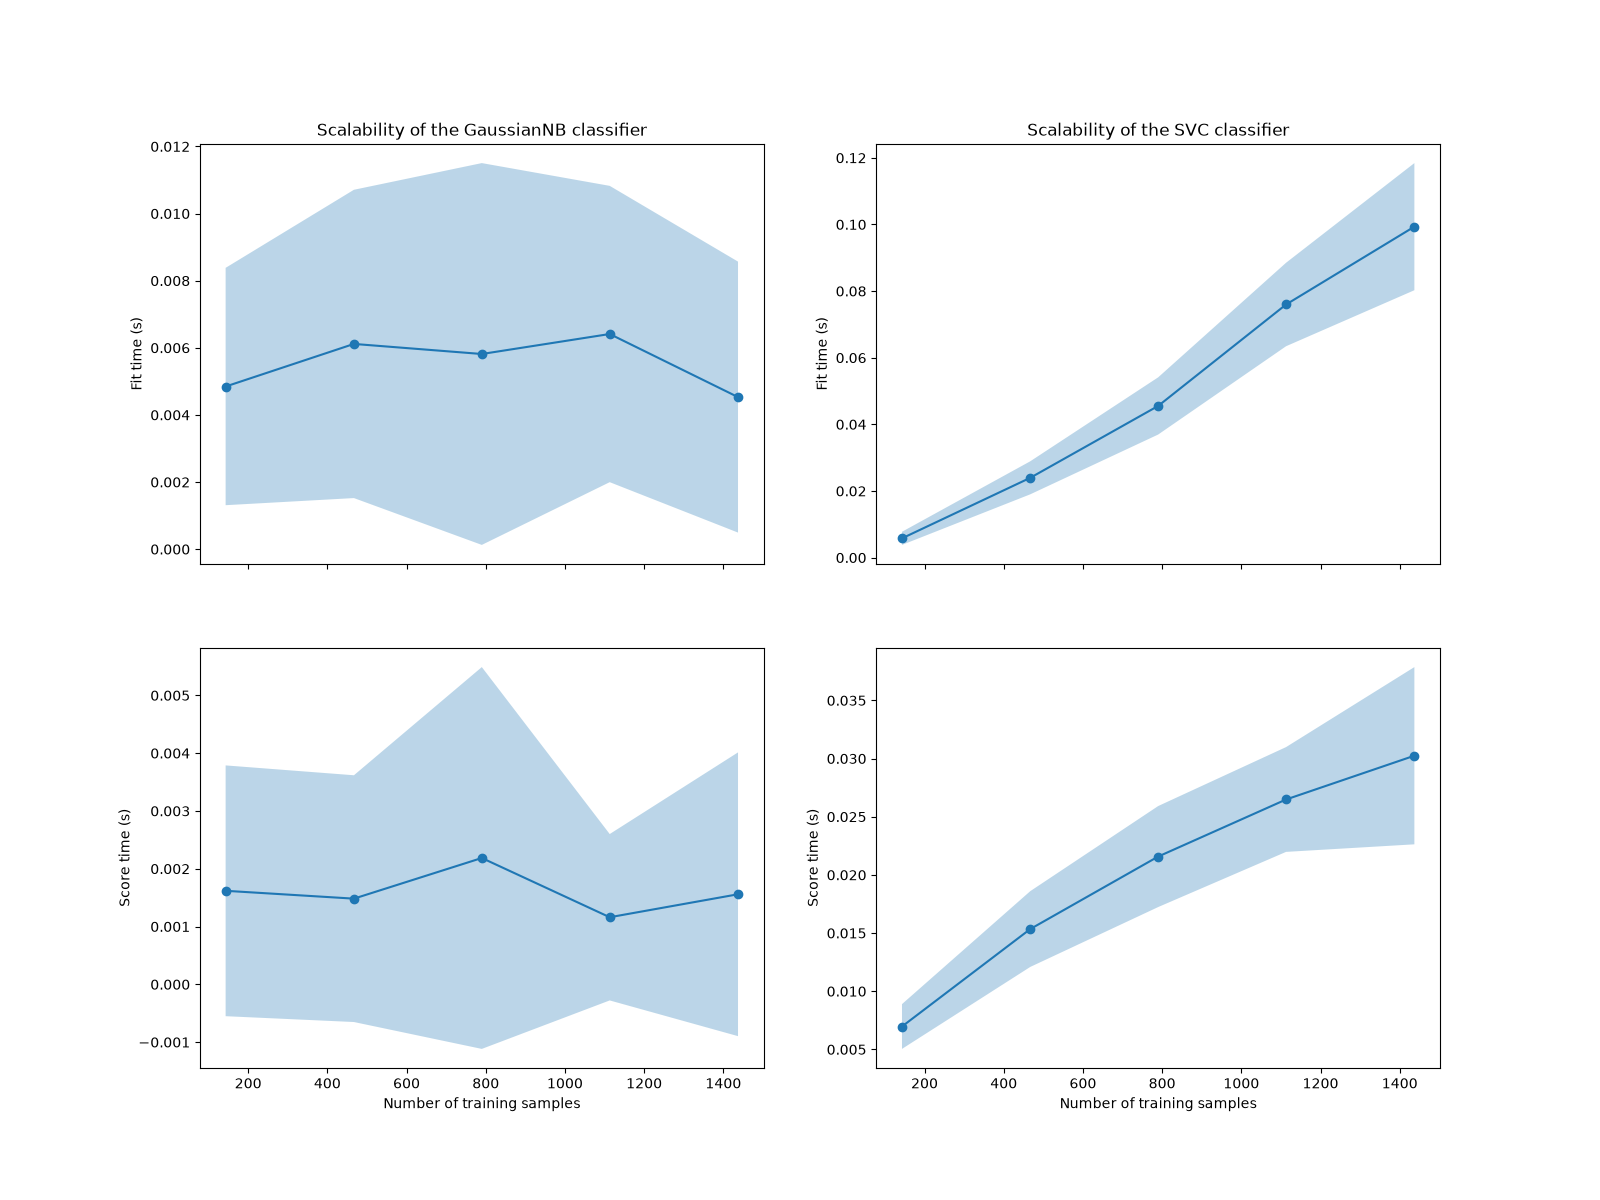 Scalability of the GaussianNB classifier
0.012
0.010
0.008
0.006
0.004
0.002
0.000
Fit time (s)
Scalability of the SVC classifier
0.12
0.10
0.08
0.06
0.04
0.02
0.00
Fit time (s)
0.005
0.004
0.003
0.002
0.001
0.000
−0.001
Score time (s)
200 400 600 800 1000 1200 1400
Number of training samples
0.035
0.030
0.025
0.020
0.015
0.010
0.005
Score time (s)
200 400 600 800 1000 1200 1400
Number of training samples